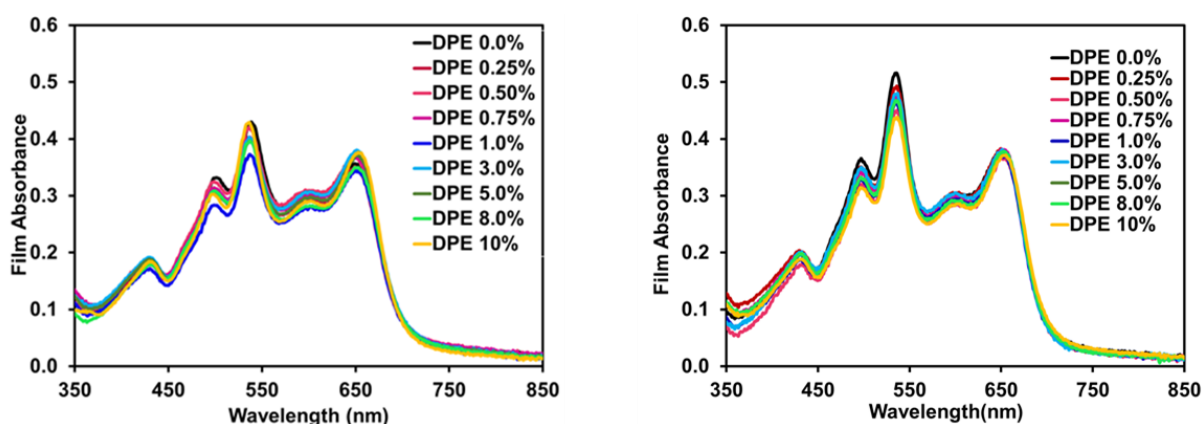 0.6
0.5
0.4
0.3
0.2
0.1
0.0
Film Absorbance
350
450
550
650
750
850
Wavelength (nm)
DPE 0.0%
DPE 0.25%
DPE 0.50%
DPE 0.75%
DPE 1.0%
DPE 3.0%
DPE 5.0%
DPE 8.0%
DPE 10%
0.6
0.5
0.4
0.3
0.2
0.1
0.0
Film Absorbance
350
450
550
650
750
850
Wavelength(nm)
DPE 0.0%
DPE 0.25%
DPE 0.50%
DPE 0.75%
DPE 1.0%
DPE 3.0%
DPE 5.0%
DPE 8.0%
DPE 10%